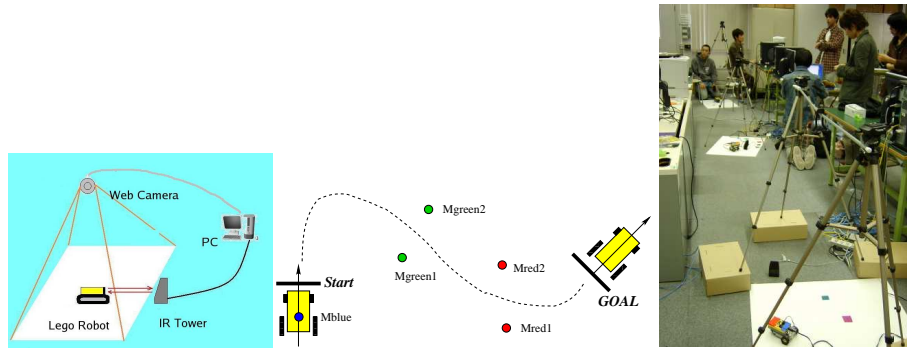 Web Camera
PC
Lego Robot
IR Tower
Start
Mblue
Mgreen2
Mgreen1
Mred2
Mred1
GOAL